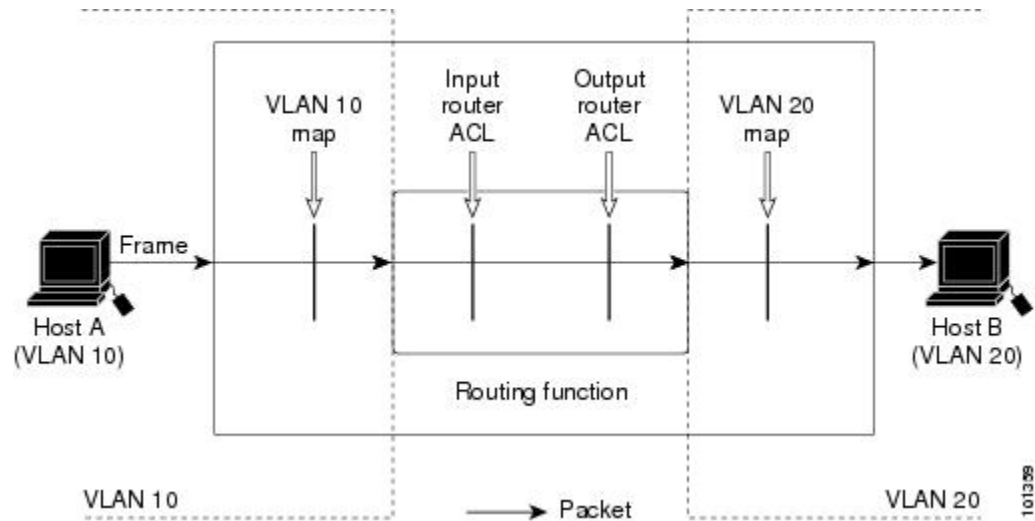 VLAN 10
map
Input
router
ACL
Output
router
ACL
VLAN 20
map
Frame
Host A
(VLAN 10)
Host B
(VLAN 20)
Routing function
VLAN 10
Packet
VLAN 20
101359